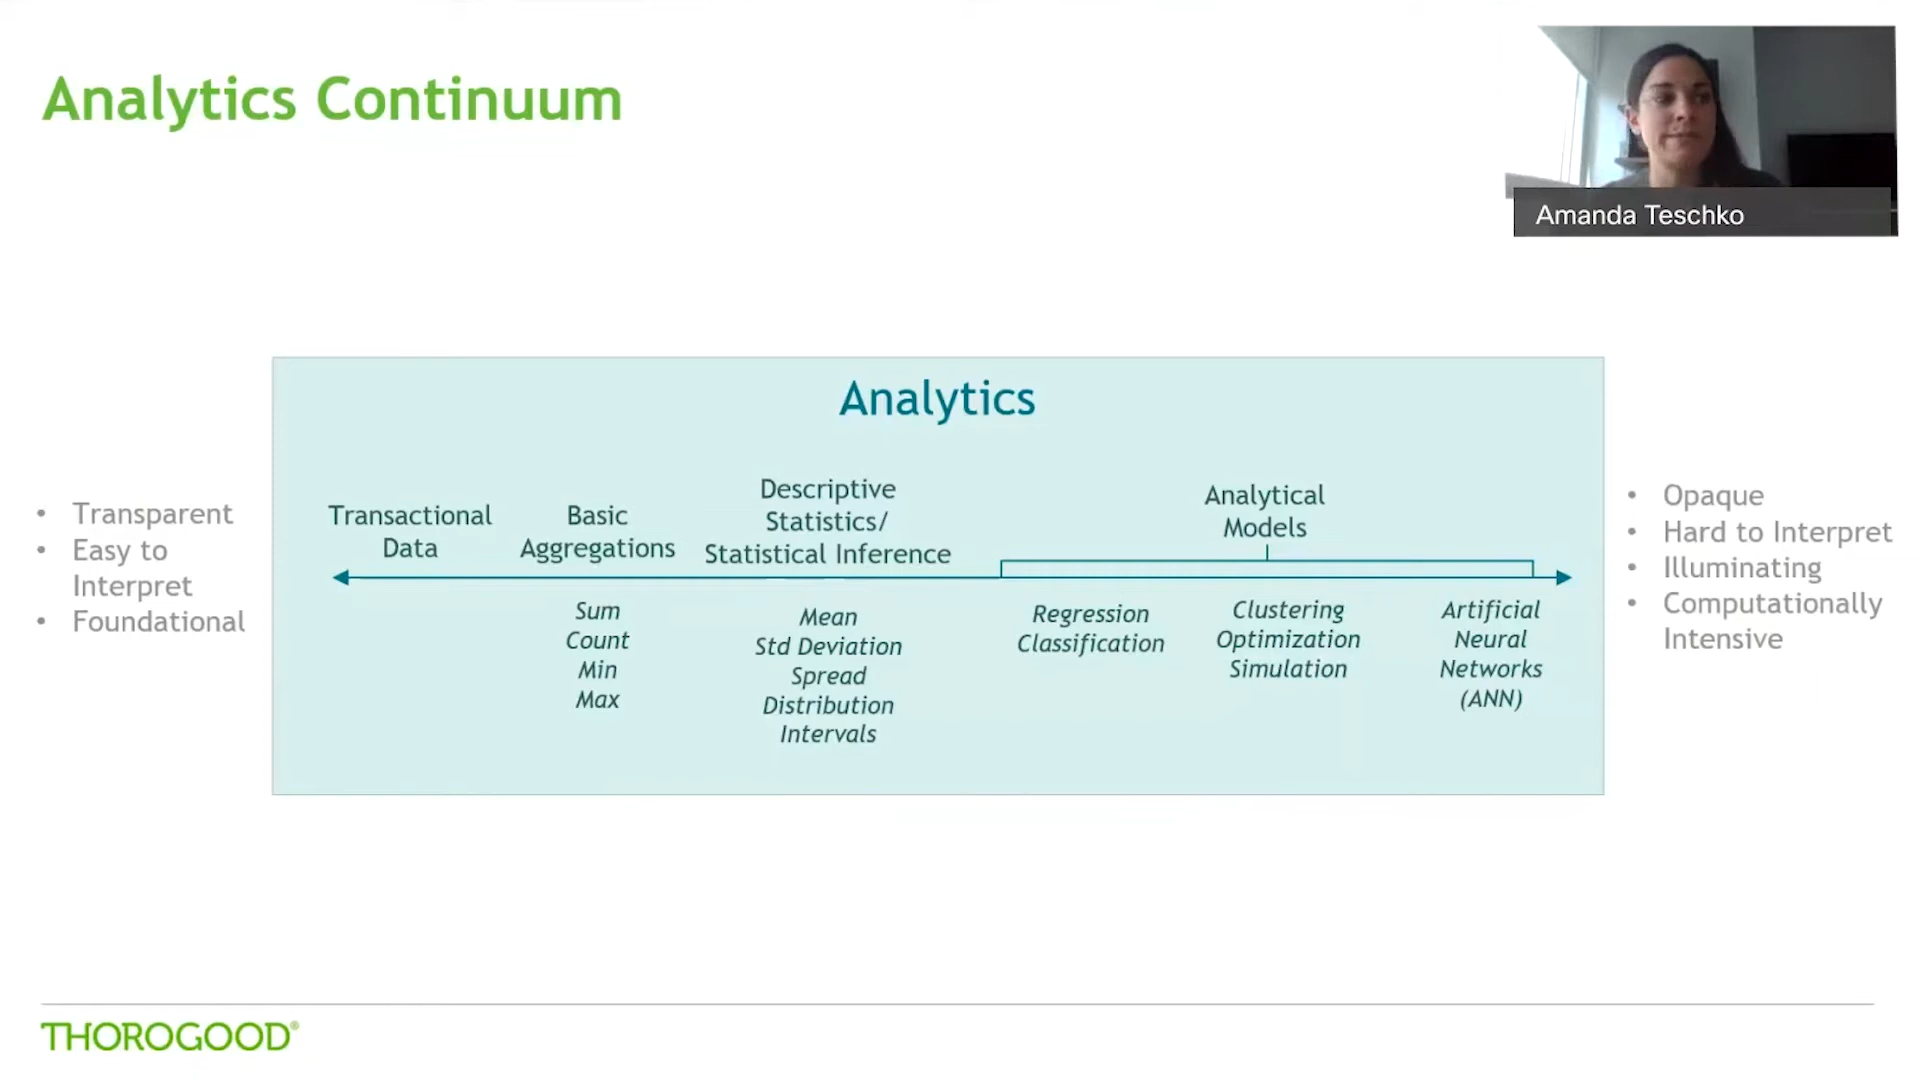 Analytics Continuum
Amanda Teschko
Analytics
• Transparent
• Easy to
Interpret
• Foundational
Transactional
Data
Basic
Aggregations
Sum
Count
Min
Max
Descriptive
Statistics/
Statistical Inference
Mean
Std Deviation
Spread
Distribution
Intervals
Analytical
Models
Regression
Classification
Clustering
Optimization
Simulation
Artificial
Neural
Networks
(ANN)
• Opaque
• Hard to Interpret
• Illuminating
• Computationally
Intensive
THOROGOOD®